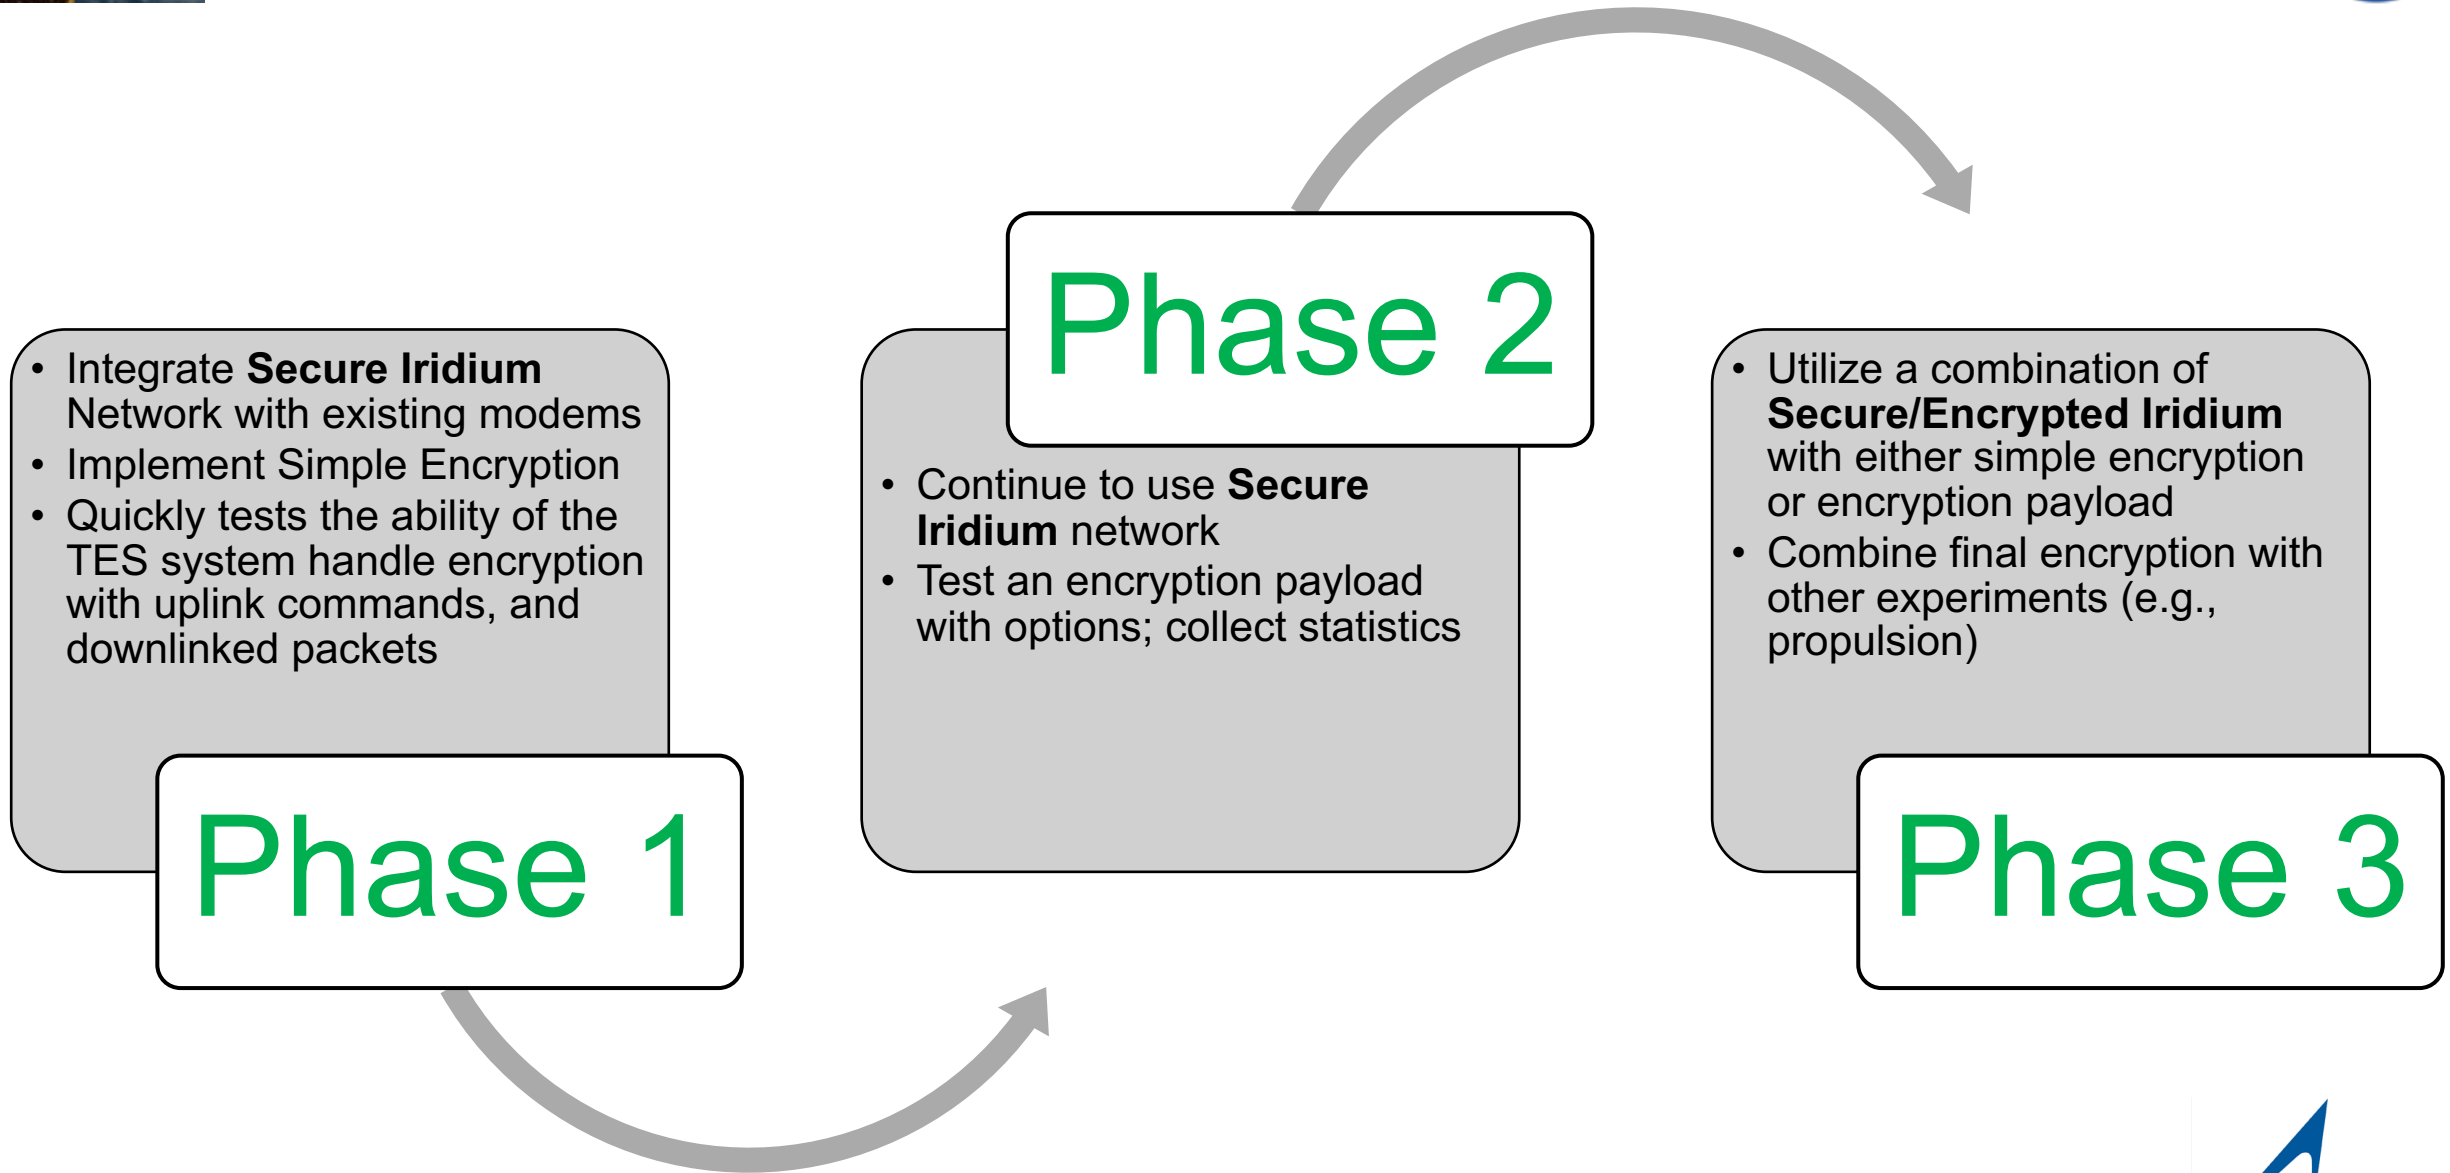 • Integrate Secure Iridium
Network with existing modems
• Implement Simple Encryption
• Quickly tests the ability of the
TES system handle encryption
with uplink commands, and
downlinked packets
Phase 1
Phase 2
• Continue to use Secure
Iridium network
• Test an encryption payload
with options; collect statistics
• Utilize a combination of
Secure/Encrypted Iridium
with either simple encryption
or encryption payload
• Combine final encryption with
other experiments (e.g.,
propulsion)
Phase 3